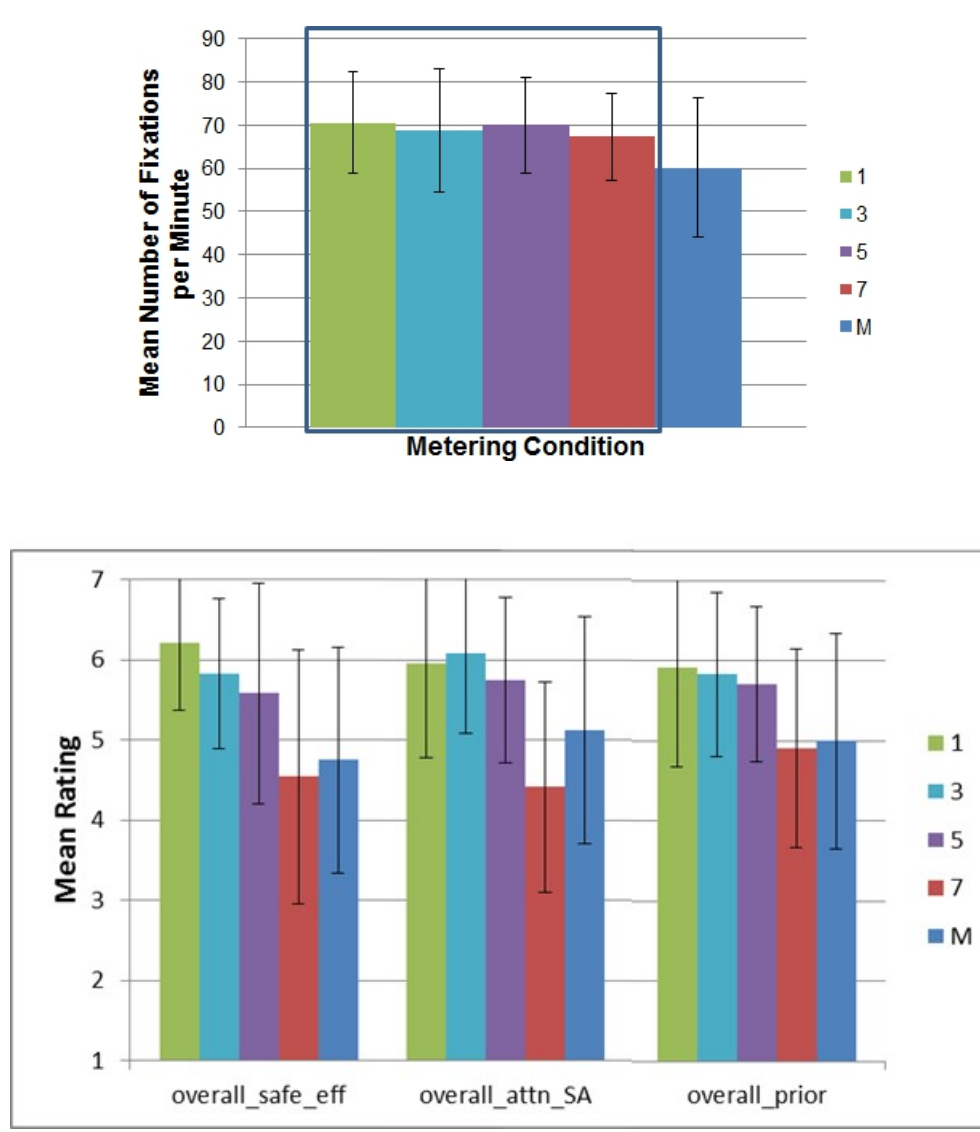 90
80
70
60
50
40
30
20
10
0
Mean Number of Fixations
per Minute
Metering Condition
1
3
5
7
M
7
6
5
4
3
2
1
Mean Rating
overall_safe_eff
overall_attn_SA
overall_prior
1
3
5
7
M